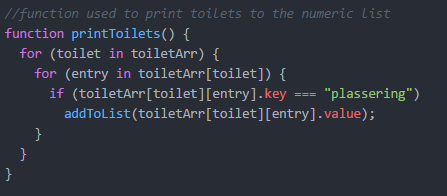 //function used to print toilets to the numeric list
function printToilets() {
  for (toilet in toiletArr) {
    for (entry in toiletArr[toilet]) {
      if (toiletArr[toilet][entry].key === "plassering")
        addToList(toiletArr[toilet][entry].value);
    }
  }
}